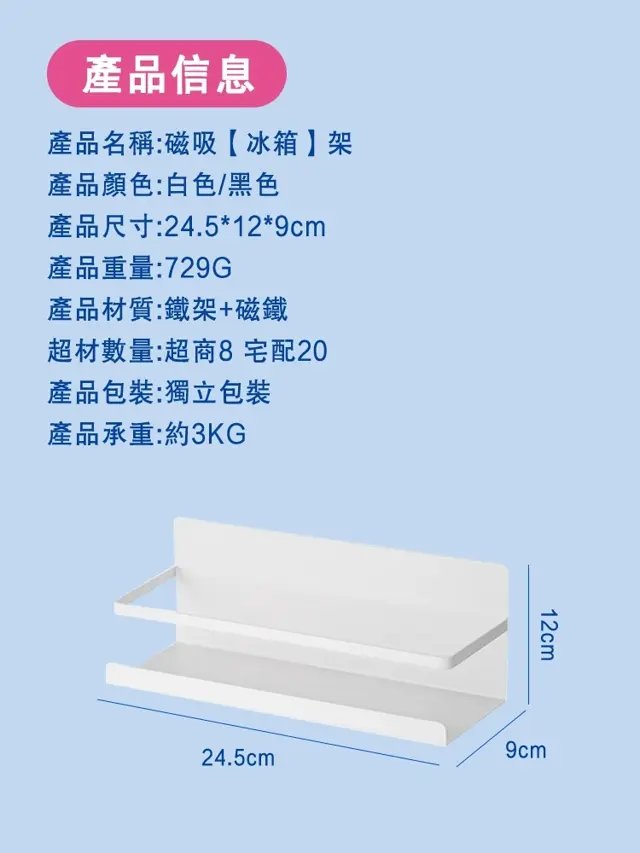 產品信息
產品名稱:磁吸【冰箱】架
產品顏色:白色/黑色
產品尺寸:24.5*12*9cm
產品重量:729G
產品材質:鐵架+磁鐵
超材數量:超商8 宅配20
產品包裝:獨立包裝
產品承重:約3KG
12cm
9cm
24.5cm